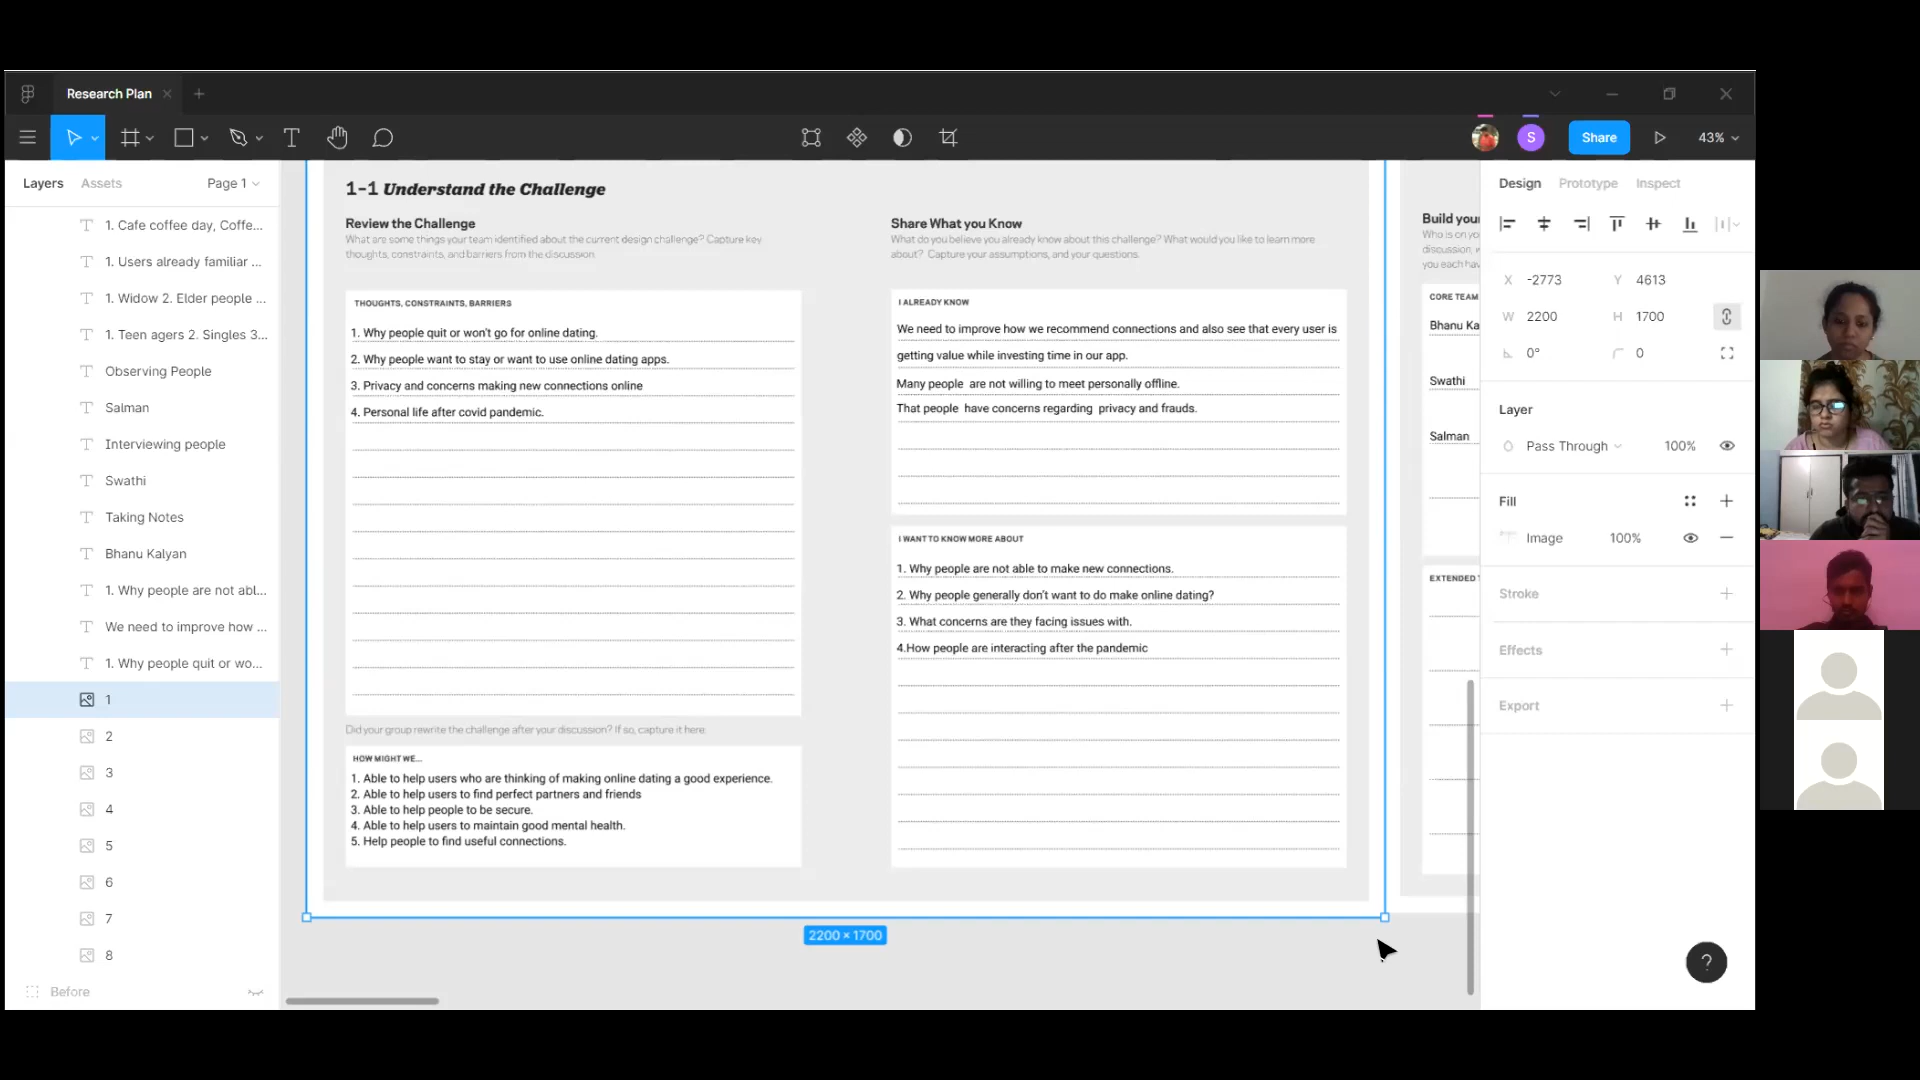 Research Plan
Share
S
43%
Layers
Assets
Page 1
1. Cafe coffee day, Coffe...
1. Users already familiar ...
1. Widow 2. Elder people ...
1. Teen agers 2. Singles 3...
Observing People
Salman
Interviewing people
Swathi
Taking Notes
Bhanu Kalyan
1. Why people are not abl...
We need to improve how ...
1. Why people quit or wo...
1
2
3
4
5
6
7
8
Before
1-1 Understand the Challenge
Review the Challenge
What are some things your team identified about the current design challenge? Capture key
thoughts, constraints, and barriers from the discussion
THOUGHTS, CONSTRAINTS, BARRIERS
1. Why people quit or won't go for online dating.
2. Why people want to stay or want to use online dating apps.
3. Privacy and concerns making new connections online
4. Personal life after covid pandemic.
Did your group rewrite the challenge after your discussion? If so, capture it here:
HOW MIGHT WE...
1. Able to help users who are thinking of making online dating a good experience.
2. Able to help users to find perfect partners and friends
3. Able to help people to be secure.
4. Able to help users to maintain good mental health.
5. Help people to find useful connections.
Share What you Know
What do you believe you already know about this challenge? What would you like to learn more
about? Capture your assumptions, and your questions.
I ALREADY KNOW
We need to improve how we recommend connections and also see that every user is
getting value while investing time in our app.
Many people are not willing to meet personally offline.
That people have concerns regarding privacy and frauds.
I WANT TO KNOW MORE ABOUT
1. Why people are not able to make new connections.
2. Why people generally don't want to do make online dating?
3. What concerns are they facing issues with.
4.How people are interacting after the pandemic
2200 × 1700
Build your
Who is on yo
discussion, w
you each hav
CORE TEAM
Bhanu Ka
Swathi
Salman
EXTENDED T
Design
Prototype
Inspect
X -2773
Y 4613
W 2200
H 1700
0°
0
Layer
Pass Through
100%
Fill
Image
100%
Stroke
Effects
Export
?